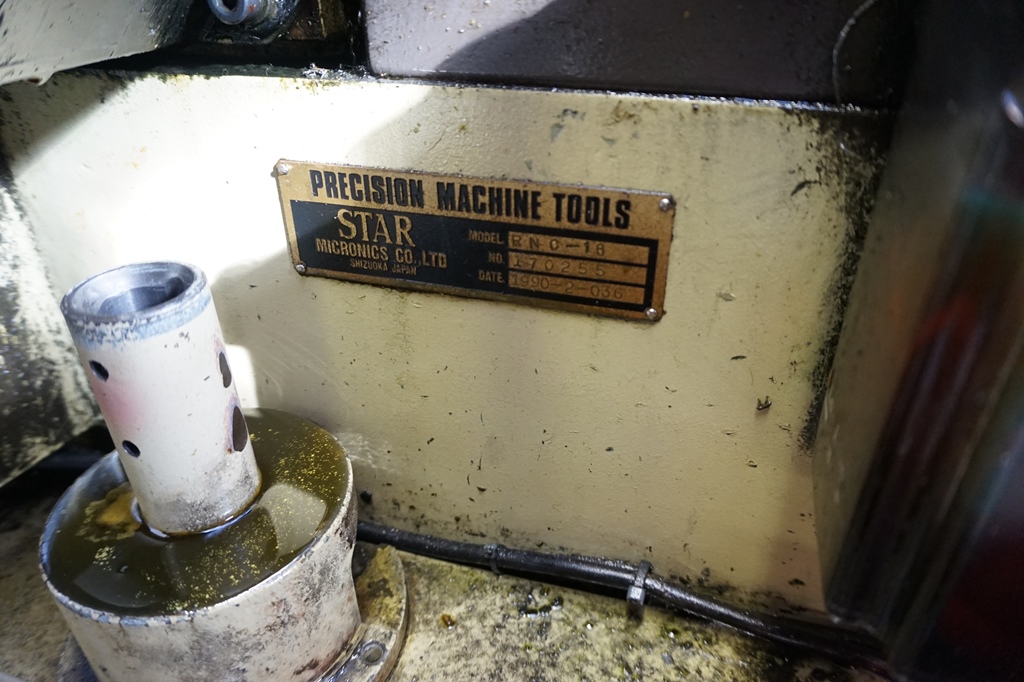 PRECISION MACHINE TOOLS
STAR
MICRONICS CO.,LTD
SHIZUOKA JAPAN
MODEL RNC-16
NO. 170255
DATE 1990-2-036